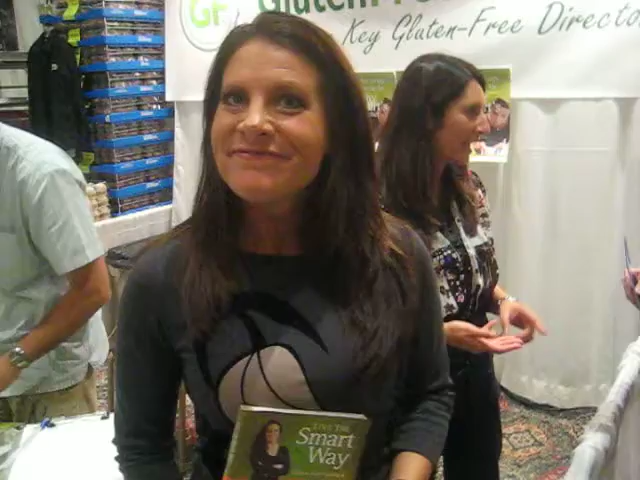 GF
Gluten
Key Gluten-Free Directo
Live The
Smart
Way